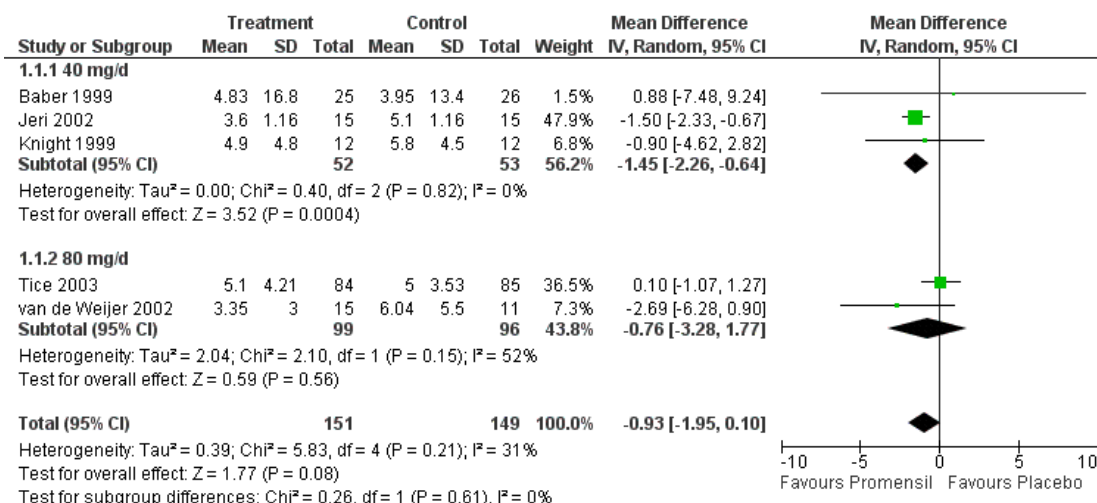 Treatment Control Mean Difference Mean Difference
Study or Subgroup Mean SD Total Mean SD Total Weight IV, Random, 95% CI IV, Random, 95% CI
1.1.1 40 mg/d
Baber 1999 4.83 16.8 25 3.95 13.4 26 1.5% 0.88 [-7.48, 9.24]
Jeri 2002 3.6 1.16 15 5.1 1.16 15 47.9% -1.50 [-2.33, -0.67]
Knight 1999 4.9 4.8 12 5.8 4.5 12 6.8% -0.90 [-4.62, 2.82]
Subtotal (95% CI) 52 53 56.2% -1.45 [-2.26, -0.64]
Heterogeneity: Tau² = 0.00; Chi² = 0.40, df = 2 (P = 0.82); I² = 0%
Test for overall effect: Z = 3.52 (P = 0.0004)
1.1.2 80 mg/d
Tice 2003 5.1 4.21 84 5 3.53 85 36.5% 0.10 [-1.07, 1.27]
van de Weijer 2002 3.35 3 15 6.04 5.5 11 7.3% -2.69 [-6.28, 0.90]
Subtotal (95% CI) 99 96 43.8% -0.76 [-3.28, 1.77]
Heterogeneity: Tau² = 2.04; Chi² = 2.10, df = 1 (P = 0.15); I² = 52%
Test for overall effect: Z = 0.59 (P = 0.56)
Total (95% CI) 151 149 100.0% -0.93 [-1.95, 0.10]
Heterogeneity: Tau² = 0.39; Chi² = 5.83, df = 4 (P = 0.21); I² = 31%
Test for overall effect: Z = 1.77 (P = 0.08)
Test for subgroup differences: Chi² = 0.26, df = 1 (P = 0.61), I² = 0%
-10 -5 0 5 10
Favours Promensil Favours Placebo